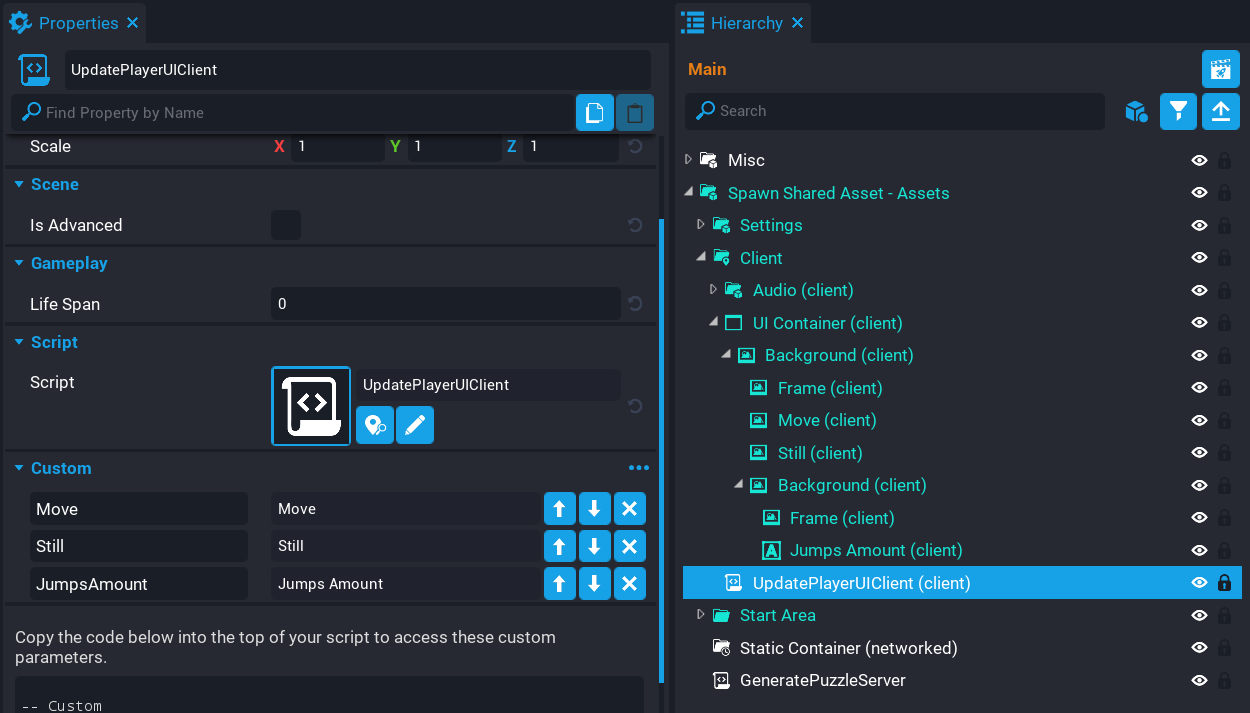 Properties
UpdatePlayerUIClient
Find Property by Name
Scale X 1 Y 1 Z 1
Scene
Is Advanced
Gameplay
Life Span 0
Script
Script UpdatePlayerUIClient
Custom
Move Move
Still Still
JumpsAmount Jumps Amount
Copy the code below into the top of your script to access these custom
parameters.
-- Custom
Hierarchy
Main
Search
Misc
Spawn Shared Asset - Assets
Settings
Client
Audio (client)
UI Container (client)
Background (client)
Frame (client)
Move (client)
Still (client)
Background (client)
Frame (client)
A Jumps Amount (client)
UpdatePlayerUIClient (client)
Start Area
Static Container (networked)
GeneratePuzzleServer